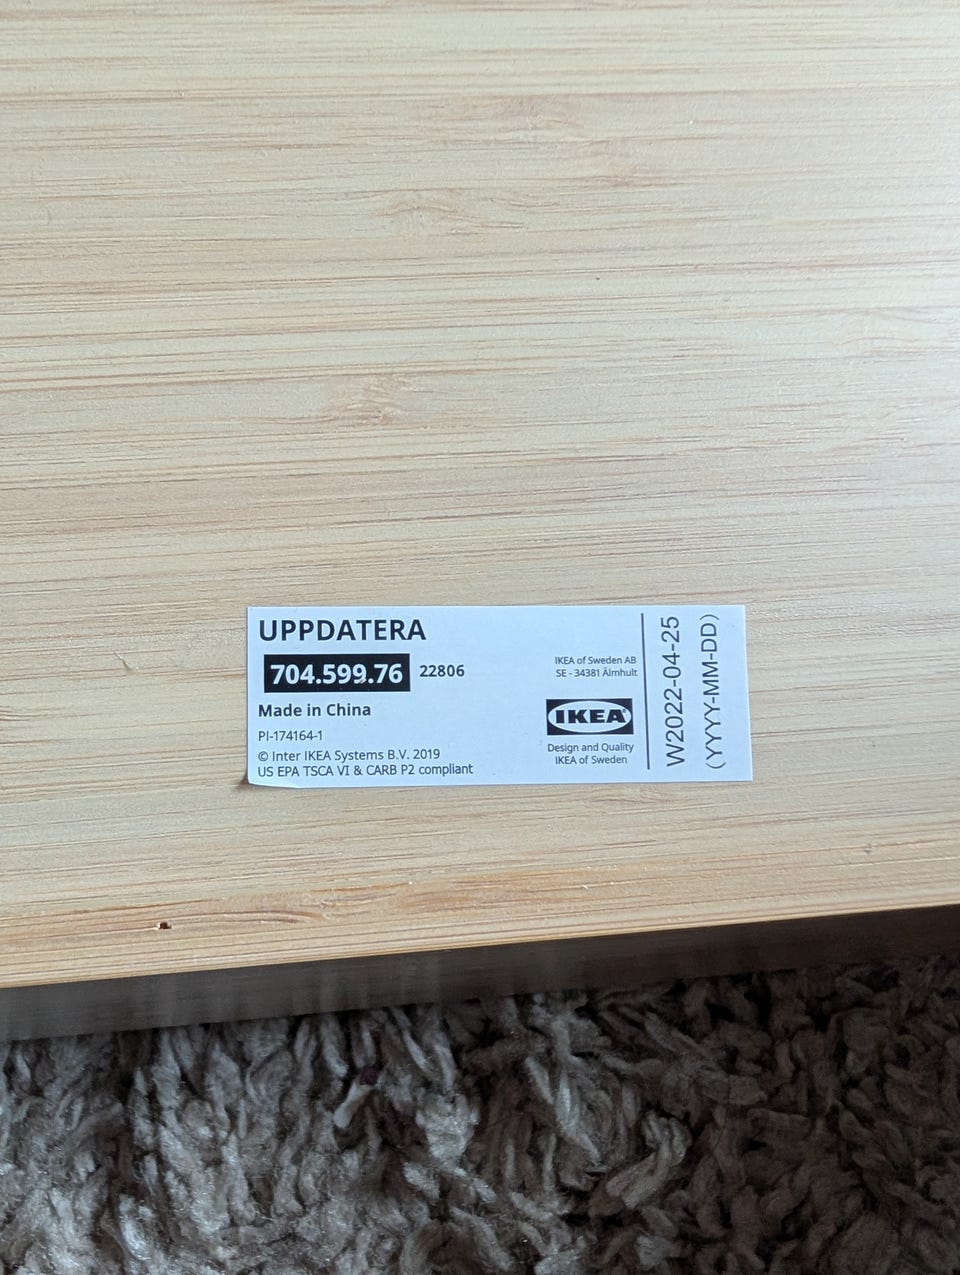 UPPDATERA
704.599.76 22806
Made in China
PI-174164-1
© Inter IKEA Systems B.V. 2019
US EPA TSCA VI & CARB P2 compliant
IKEA of Sweden AB
SE - 34381 Älmhult
IKEA®
Design and Quality
IKEA of Sweden
W2022-04-25
(YYYY-MM-DD)